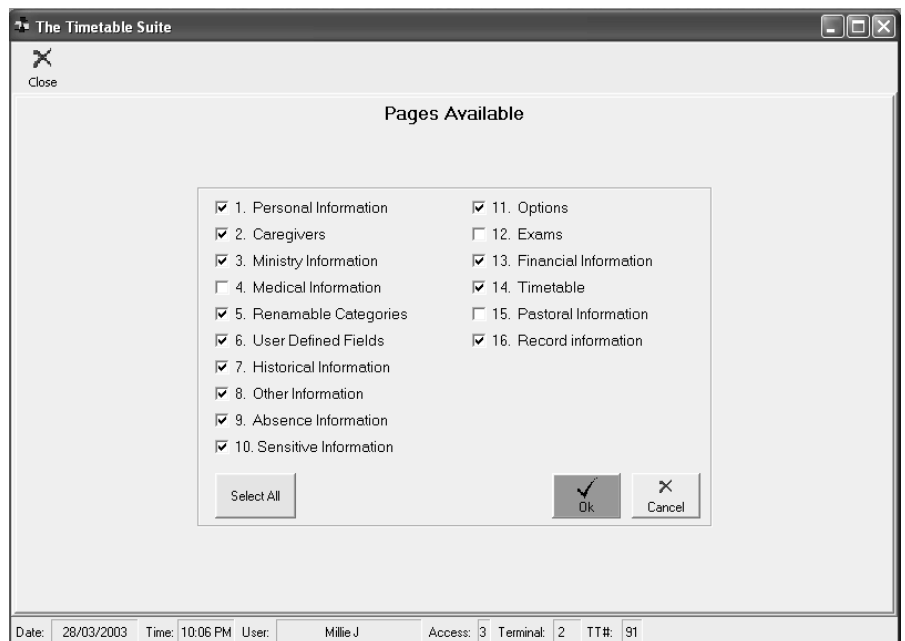 The Timetable Suite
Close
Pages Available
1. Personal Information
2. Caregivers
3. Ministry Information
4. Medical Information
5. Renamable Categories
6. User Defined Fields
7. Historical Information
8. Other Information
9. Absence Information
10. Sensitive Information
11. Options
12. Exams
13. Financial Information
14. Timetable
15. Pastoral Information
16. Record information
Select All
Ok
Cancel
Date: 28/03/2003 Time: 10:06 PM User: Millie J Access: 3 Terminal: 2 TT#: 91